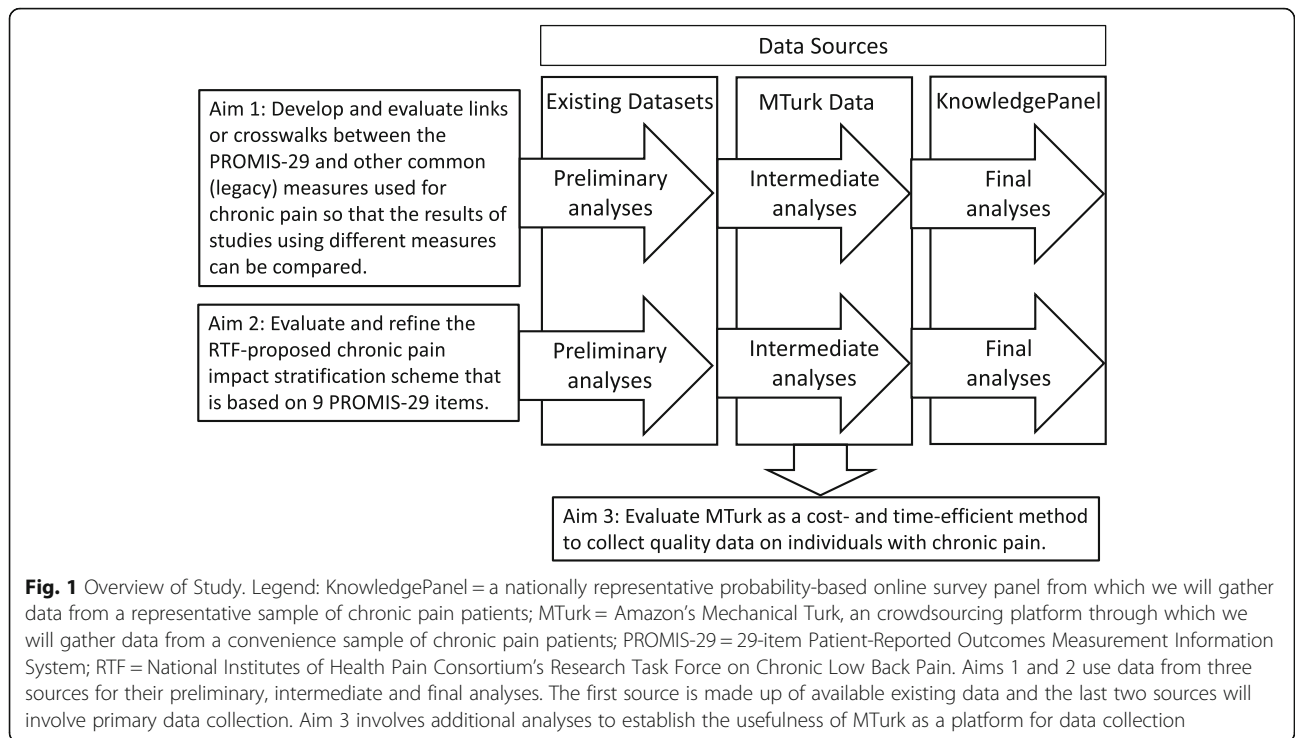 Data Sources
Existing Datasets
MTurk Data
KnowledgePanel
Aim 1: Develop and evaluate links
or crosswalks between the
PROMIS-29 and other common
(legacy) measures used for
chronic pain so that the results of
studies using different measures
can be compared.
Preliminary
analyses
Intermediate
analyses
Final
analyses
Aim 2: Evaluate and refine the
RTF-proposed chronic pain
impact stratification scheme that
is based on 9 PROMIS-29 items.
Preliminary
analyses
Intermediate
analyses
Final
analyses
Aim 3: Evaluate MTurk as a cost- and time-efficient method
to collect quality data on individuals with chronic pain.
Fig. 1 Overview of Study. Legend: KnowledgePanel = a nationally representative probability-based online survey panel from which we will gather
data from a representative sample of chronic pain patients; MTurk = Amazon's Mechanical Turk, an crowdsourcing platform through which we
will gather data from a convenience sample of chronic pain patients; PROMIS-29 = 29-item Patient-Reported Outcomes Measurement Information
System; RTF = National Institutes of Health Pain Consortium's Research Task Force on Chronic Low Back Pain. Aims 1 and 2 use data from three
sources for their preliminary, intermediate and final analyses. The first source is made up of available existing data and the last two sources will
involve primary data collection. Aim 3 involves additional analyses to establish the usefulness of MTurk as a platform for data collection